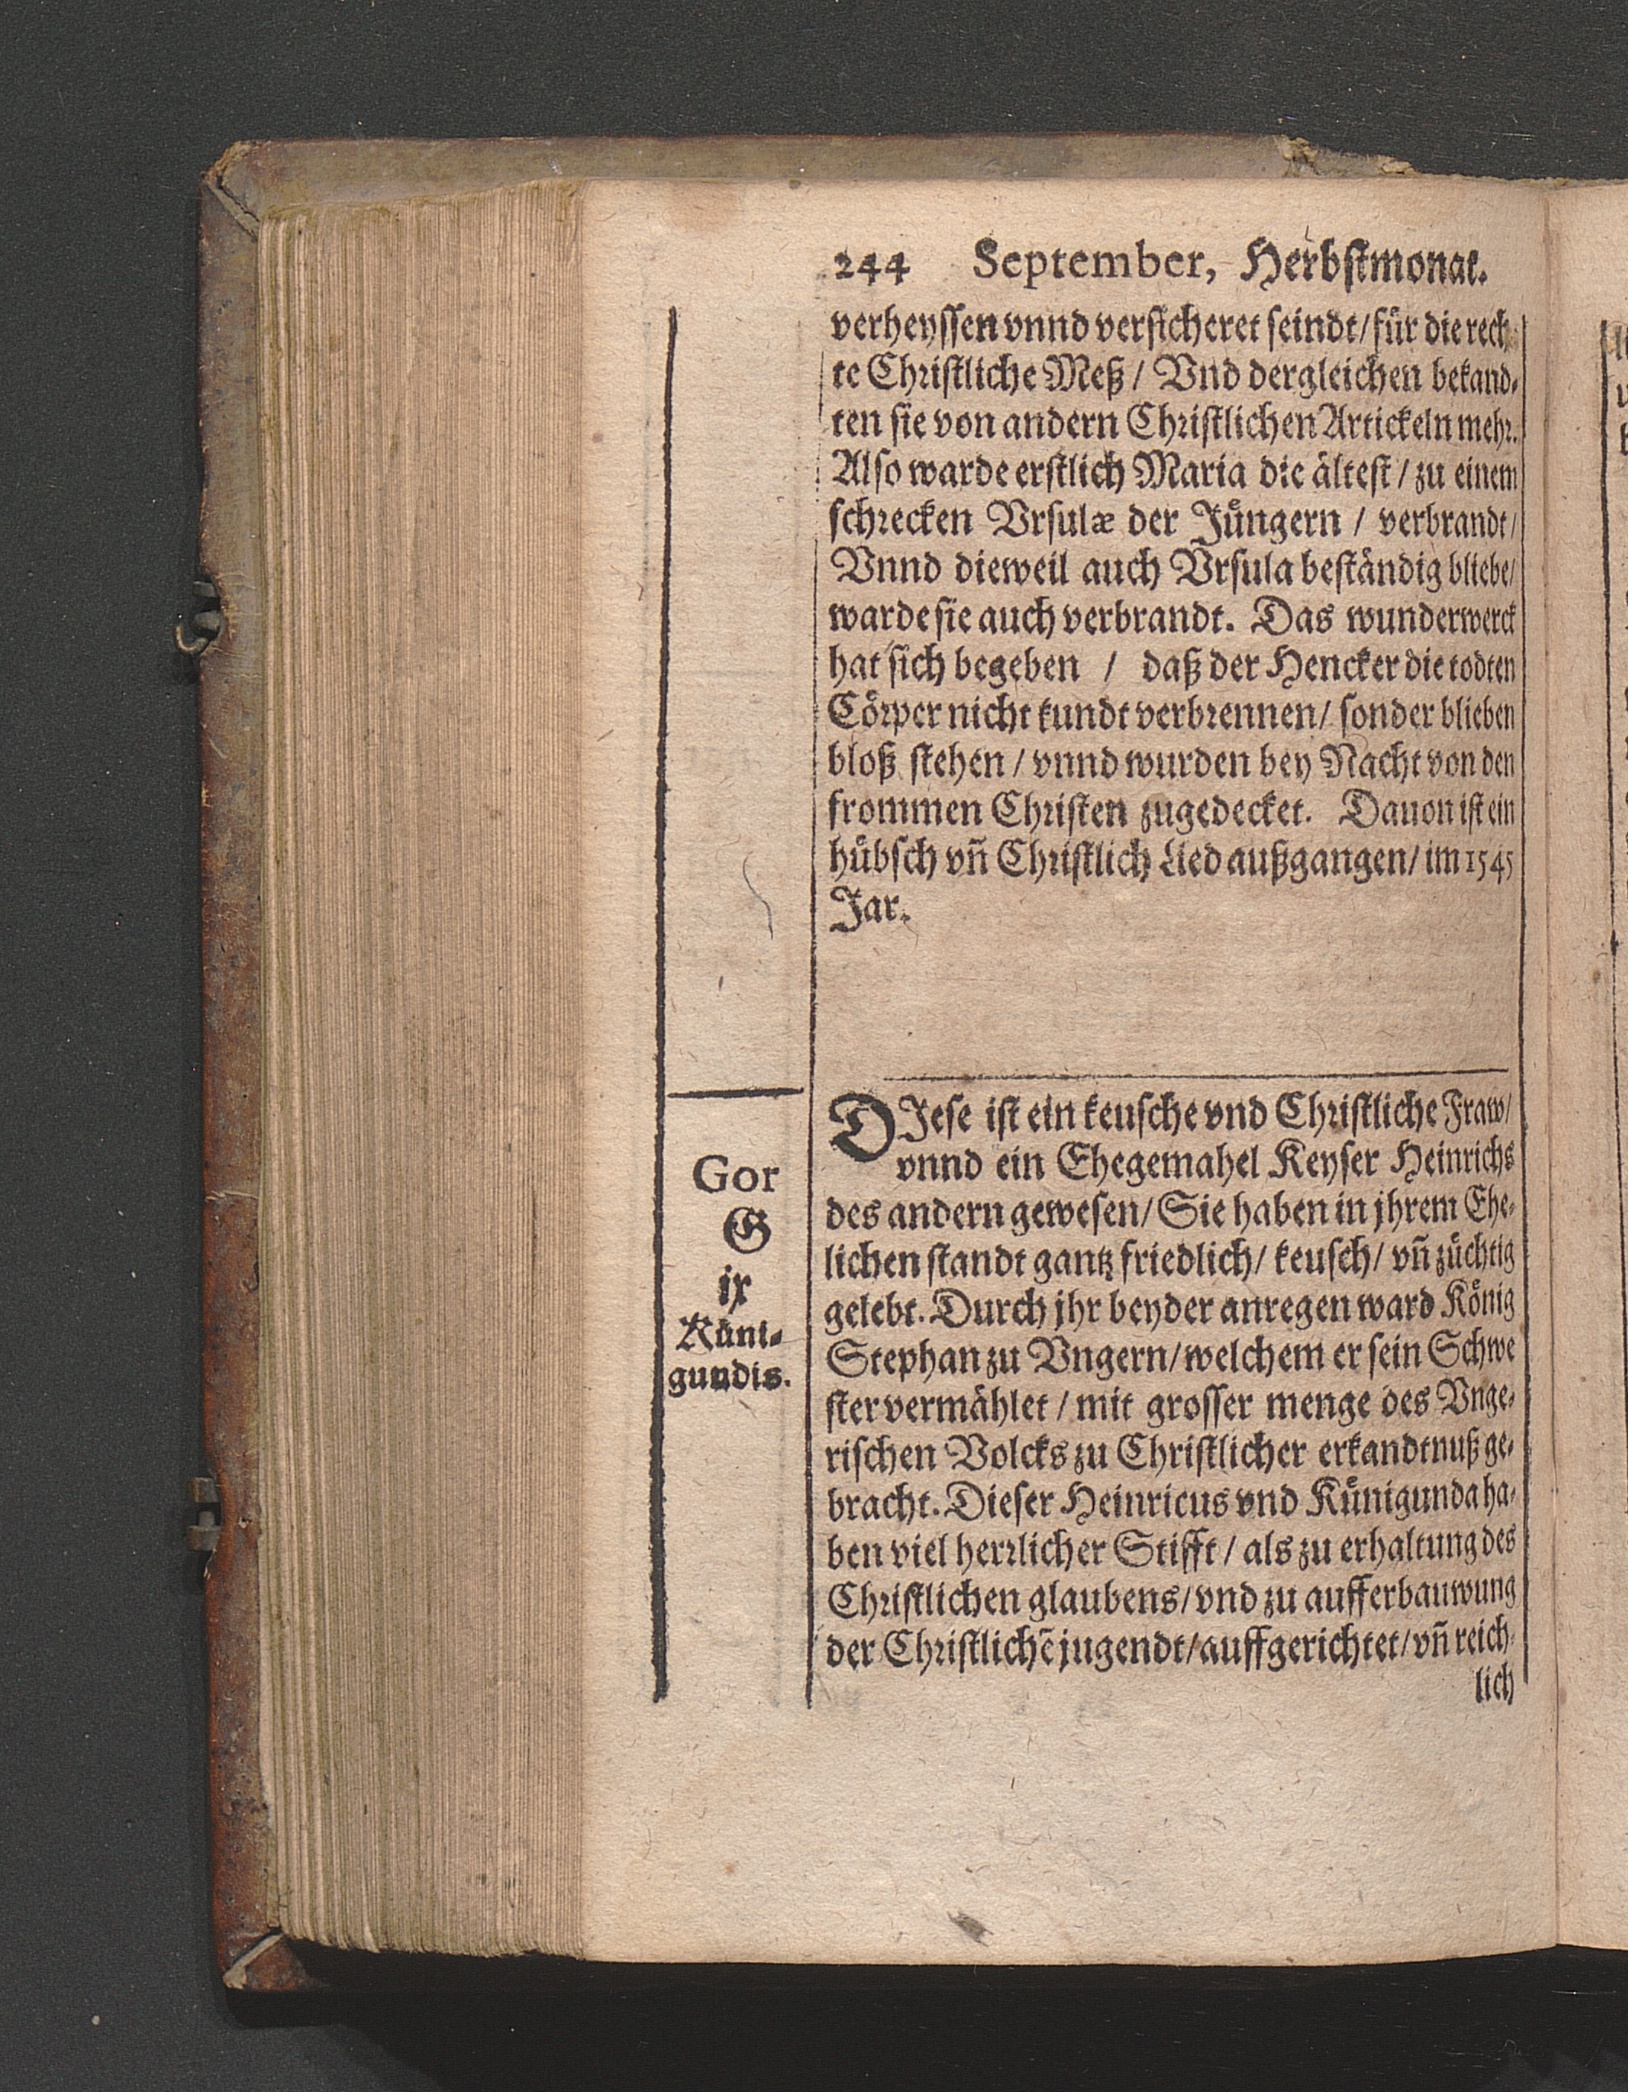 244 September, Herbstmonat.
verheyssen vnnd versicheret seindt/ für die rech
te Christliche Meß/ Vnd dergleichen bekand-
ten sie von andern Christlichen Artickeln mehr.
Also warde erstlich Maria die ältest/ zu einem
schrecken Vrsulæ der Jüngern/ verbrandt/
Vnnd dieweil auch Vrsula beständig bliebe/
warde sie auch verbrandt. Das wunderwerck
hat sich begeben / daß der Hencker die todten
Cörper nicht kundt verbrennen/ sonder blieben
bloß stehen/ vnnd wurden bey Nacht von den
frommen Christen zugedecket. Dauon ist ein
hübsch vñ Christlich Lied außgangen/ im 1545
Jar.
Gor
G
ix
Küni-
gundis.
DJese ist ein keusche vnd Christliche Fraw/
vnnd ein Ehegemahel Keyser Heinrichs
des andern gewesen/ Sie haben in jhrem Ehe-
lichen standt gantz friedlich/ keusch/ vñ züchtig
gelebt. Durch jhr beyder anregen ward König
Stephan zu Vngern/ welchem er sein Schwe
ster vermählet/ mit grosser menge des Vnge-
rischen Volcks zu Christlicher erkandtnuß ge-
bracht. Dieser Heinricus vnd Künigunda ha-
ben viel herrlicher Stifft/ als zu erhaltung des
Christlichen glaubens/ vnd zu aufferbauwung
der Christlichẽ jugendt/ auffgerichtet/ vñ reich-
lich